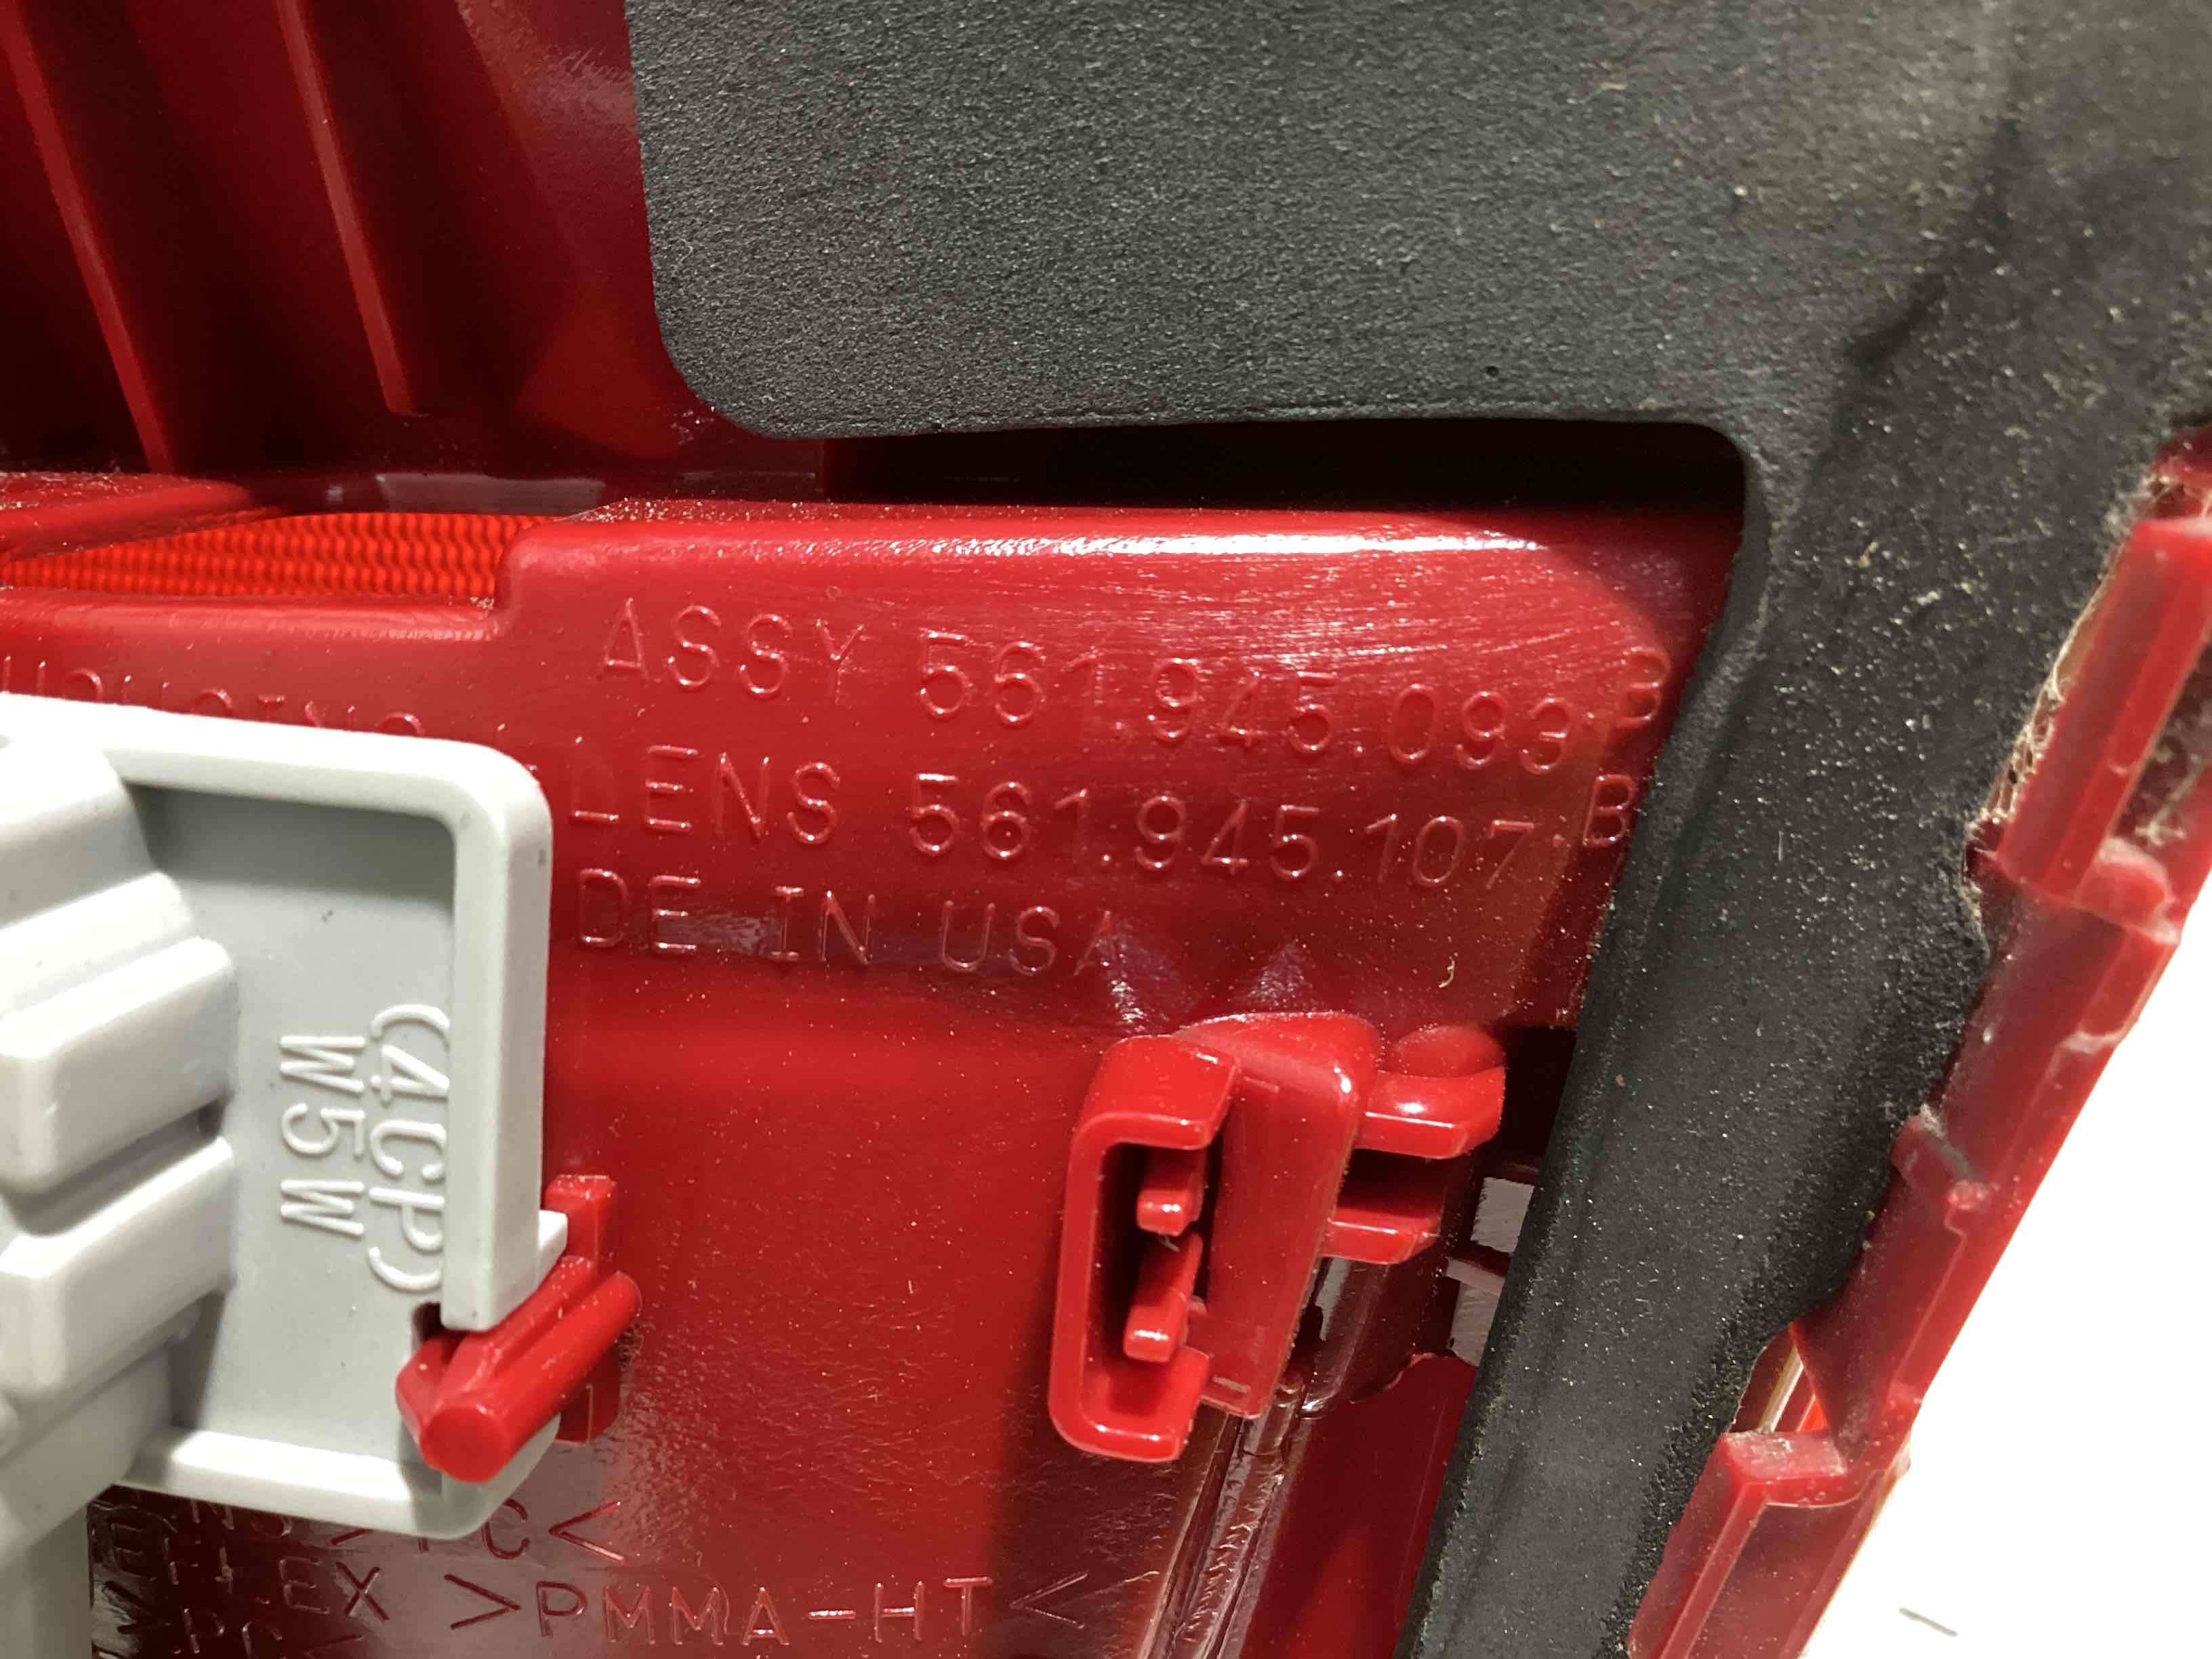 ASSY 561.945.093
LENS 561.945.107.B
DE IN USA
(4CP)
W5W
>PMMA-HT<